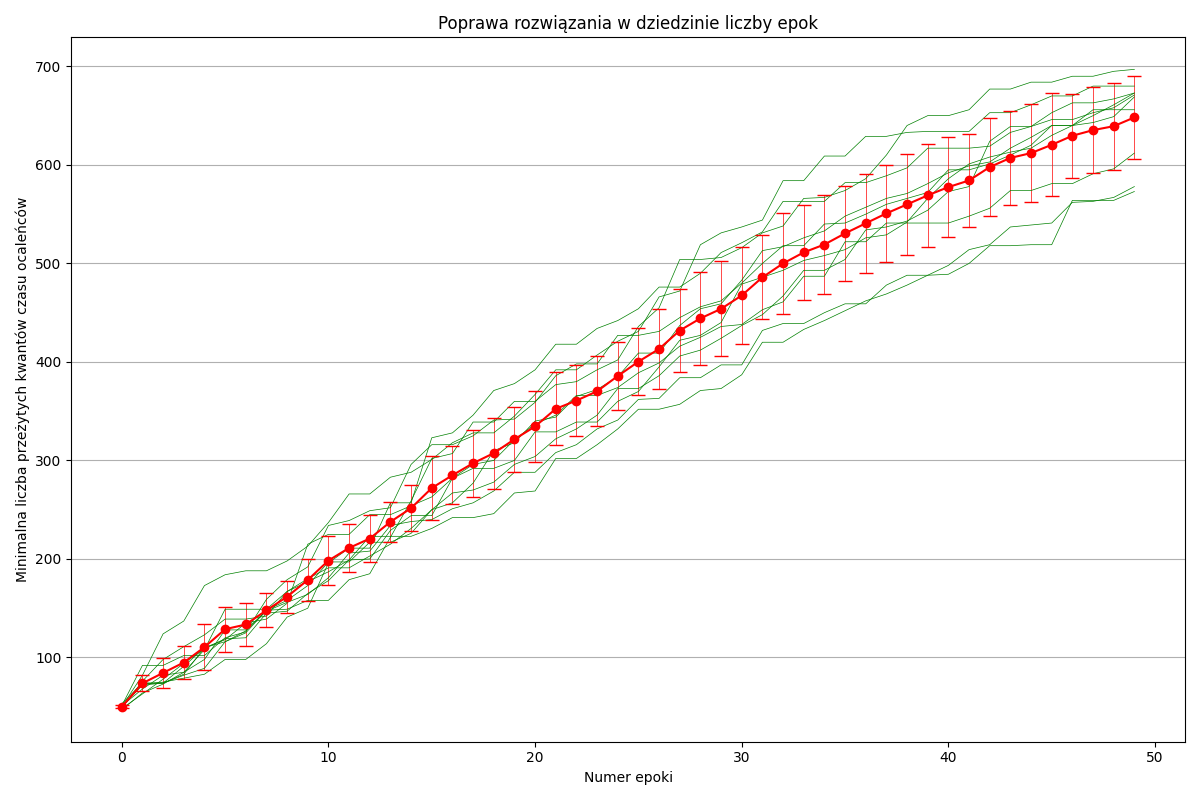 Poprawa rozwiązania w dziedzinie liczby epok
Minimalna liczba przeżytych kwantów czasu ocaleńców
700
600
500
400
300
200
100
0 10 20 30 40 50
Numer epoki